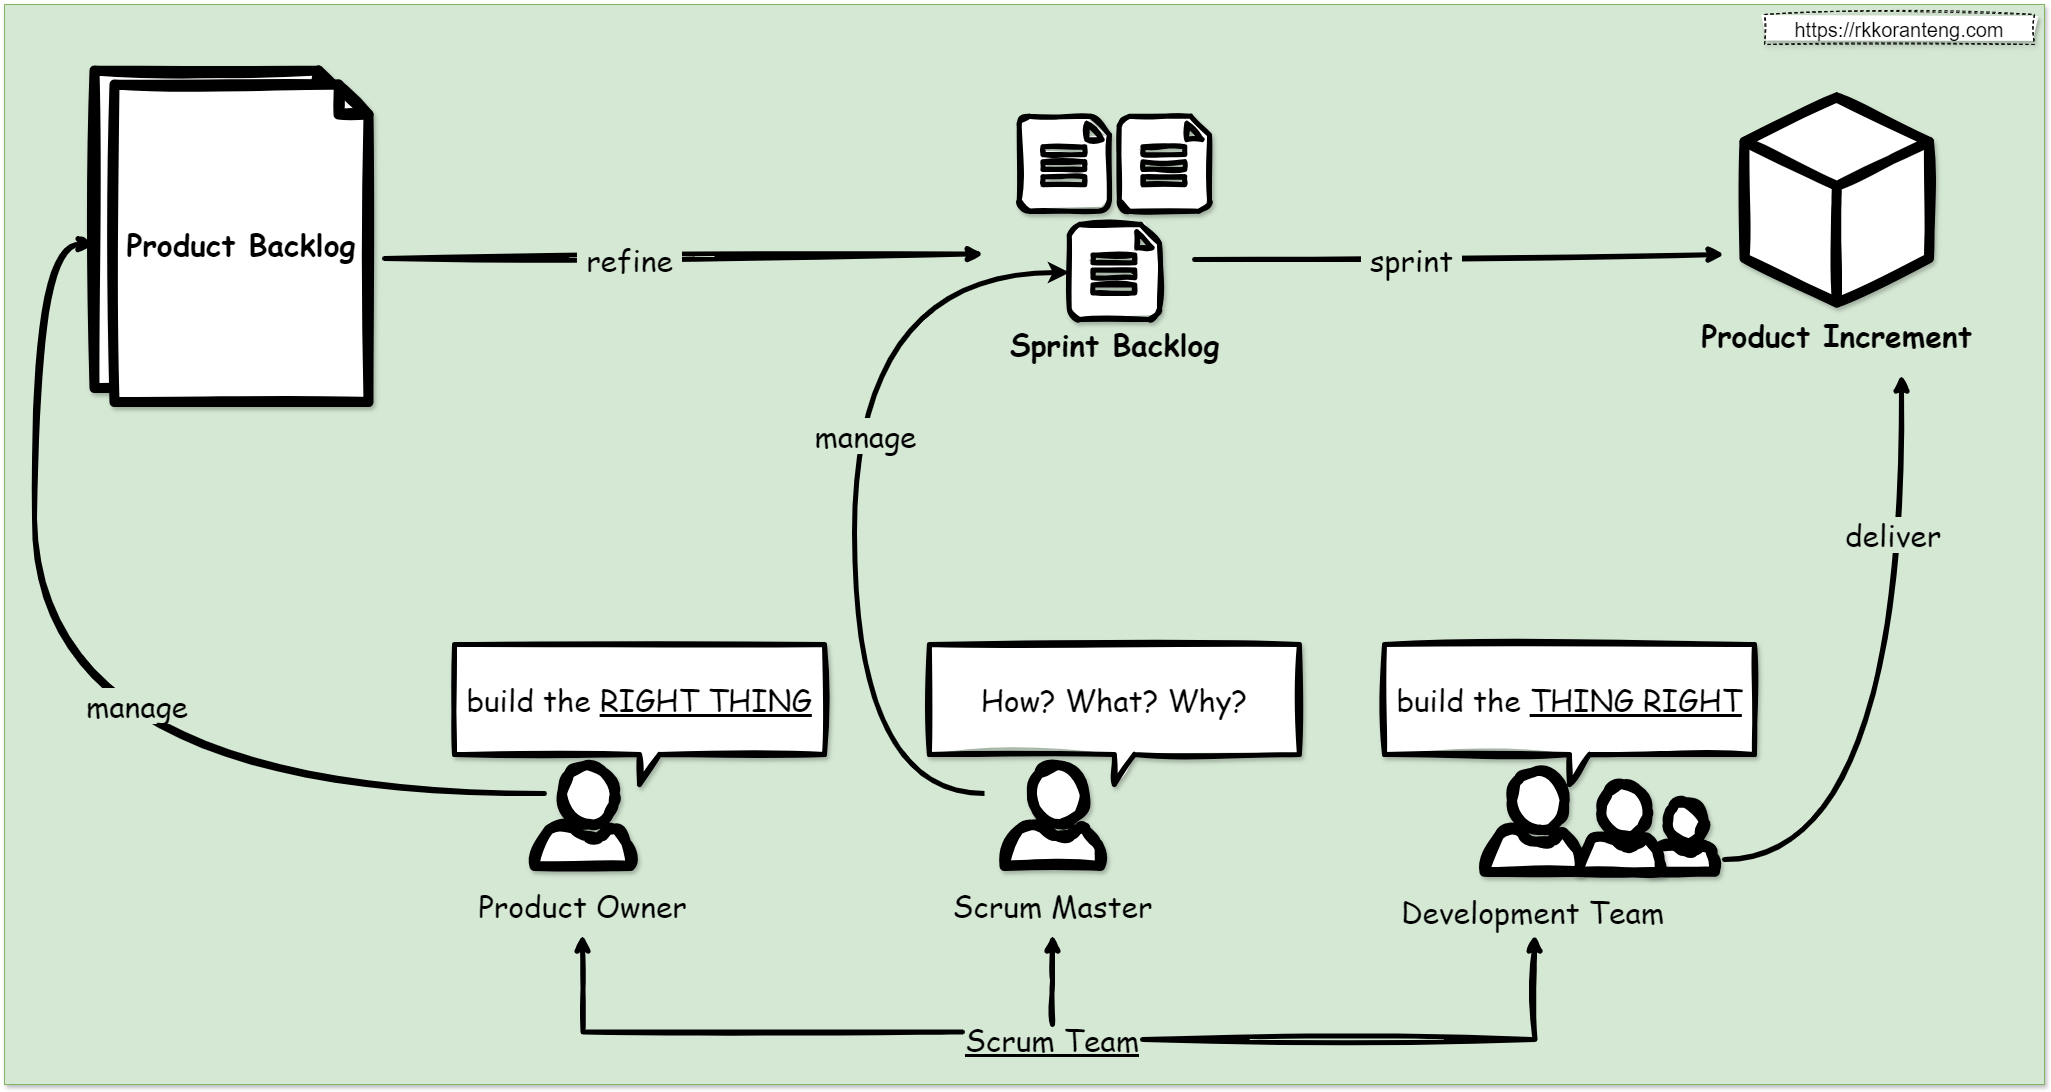 https://rkkoranteng.com
Product Backlog
refine
sprint
Sprint Backlog
Product Increment
manage
deliver
manage
build the RIGHT THING
How? What? Why?
build the THING RIGHT
Product Owner
Scrum Master
Development Team
Scrum Team